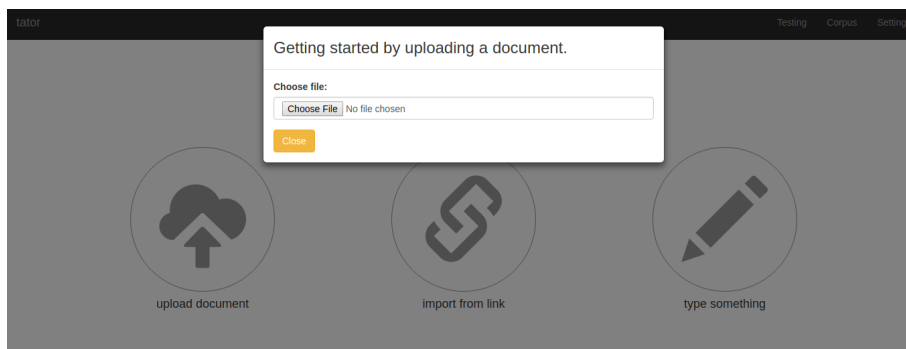 tator Testing Corpus Setting
Getting started by uploading a document.
Choose file:
Choose File No file chosen
Close
upload document import from link type something